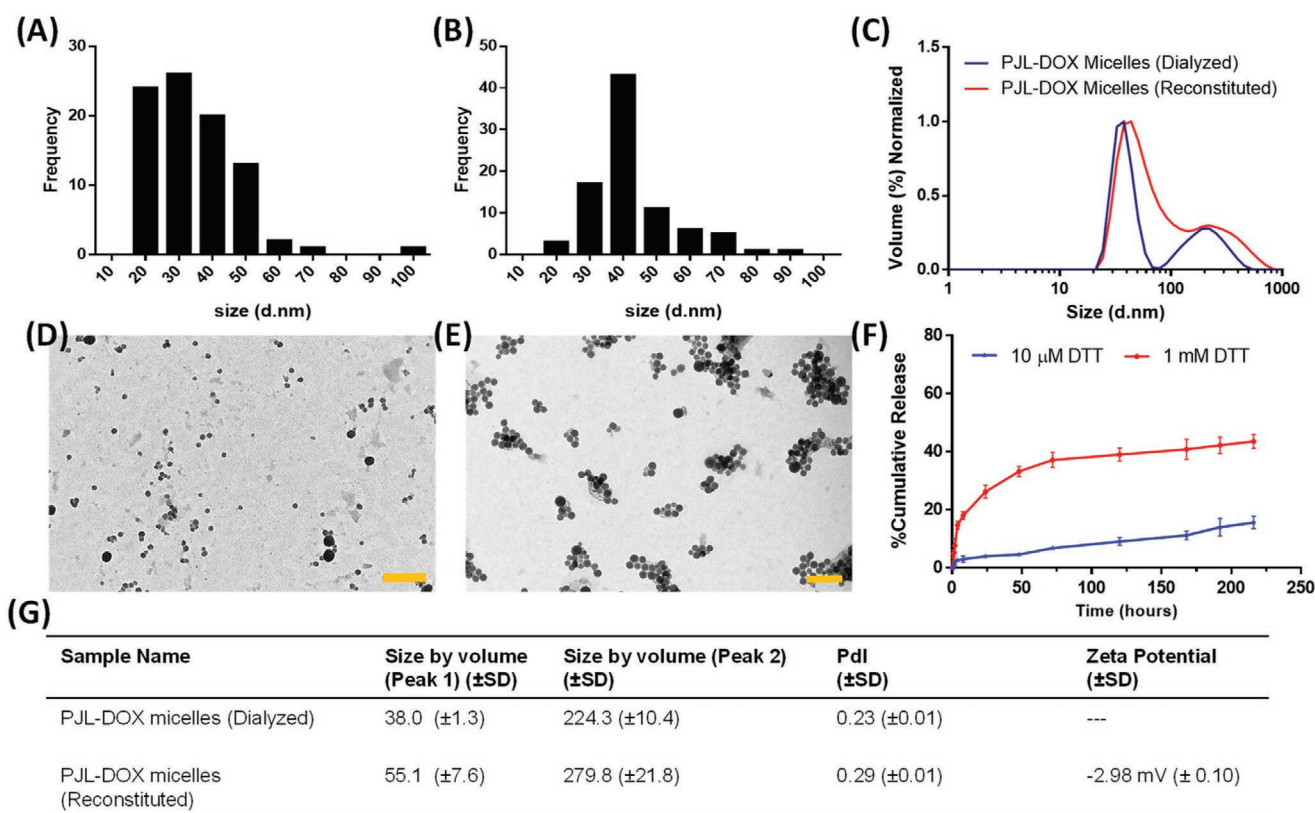 (A)
30
20
10
0
Frequency
10 20 30 40 50 60 70 80 90 100
size (d.nm)
(B)
50
40
30
20
10
0
Frequency
10 20 30 40 50 60 70 80 90 100
size (d.nm)
(C)
PJL-DOX Micelles (Dialyzed)
PJL-DOX Micelles (Reconstituted)
1.5
1.0
0.5
0.0
Volume (%) Normalized
1 10 100 1000
Size (d.nm)
(D)
(E)
(F)
10 μM DTT 1 mM DTT
80
60
40
20
0
%Cumulative Release
0 50 100 150 200 250
Time (hours)
(G)
Sample Name Size by volume (Peak 1) (±SD) Size by volume (Peak 2) (±SD) PdI (±SD) Zeta Potential (±SD)
PJL-DOX micelles (Dialyzed) 38.0 (±1.3) 224.3 (±10.4) 0.23 (±0.01) ---
PJL-DOX micelles (Reconstituted) 55.1 (±7.6) 279.8 (±21.8) 0.29 (±0.01) -2.98 mV (± 0.10)